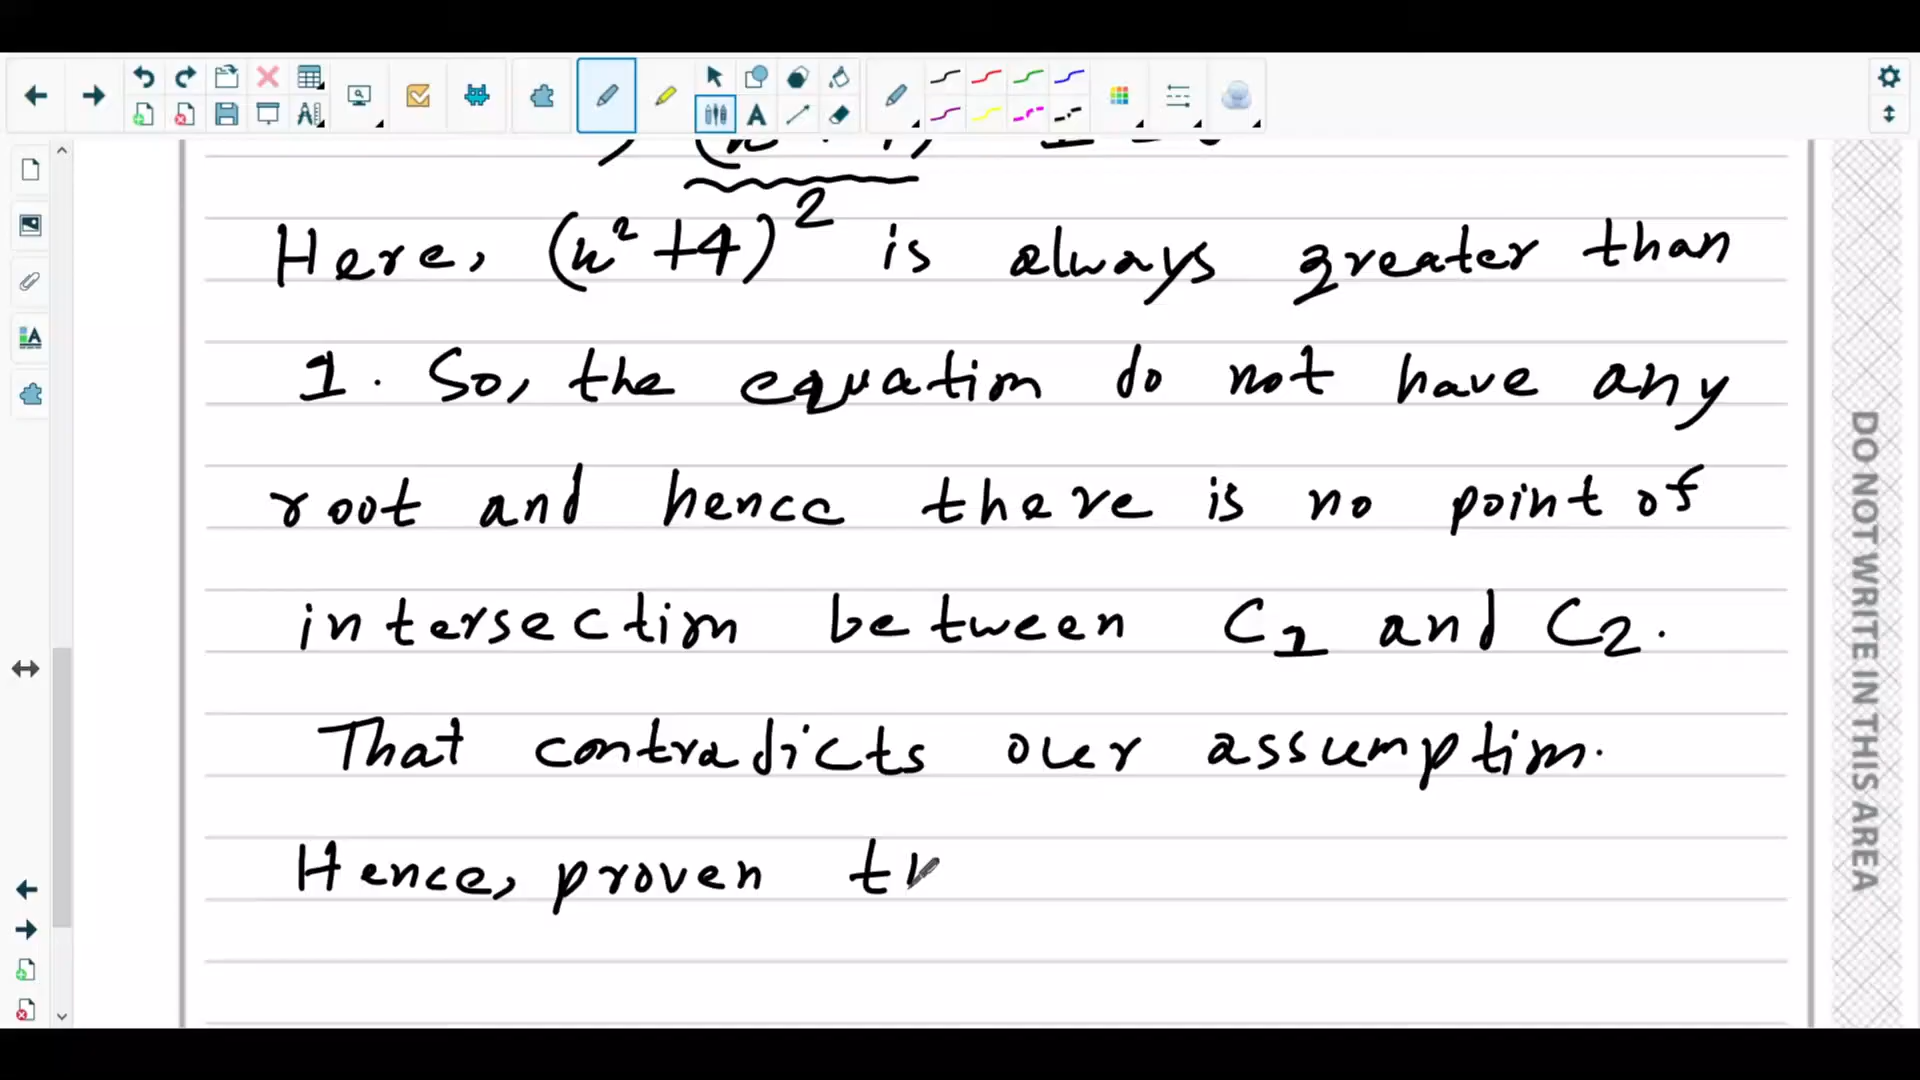 Here, (x² + 4)² is always greater than
1. So, the equation do not have any
root and hence there is no point of
intersection between C₁ and C₂.
That contradicts our assumption.
Hence, proven
DO NOT WRITE IN THIS AREA